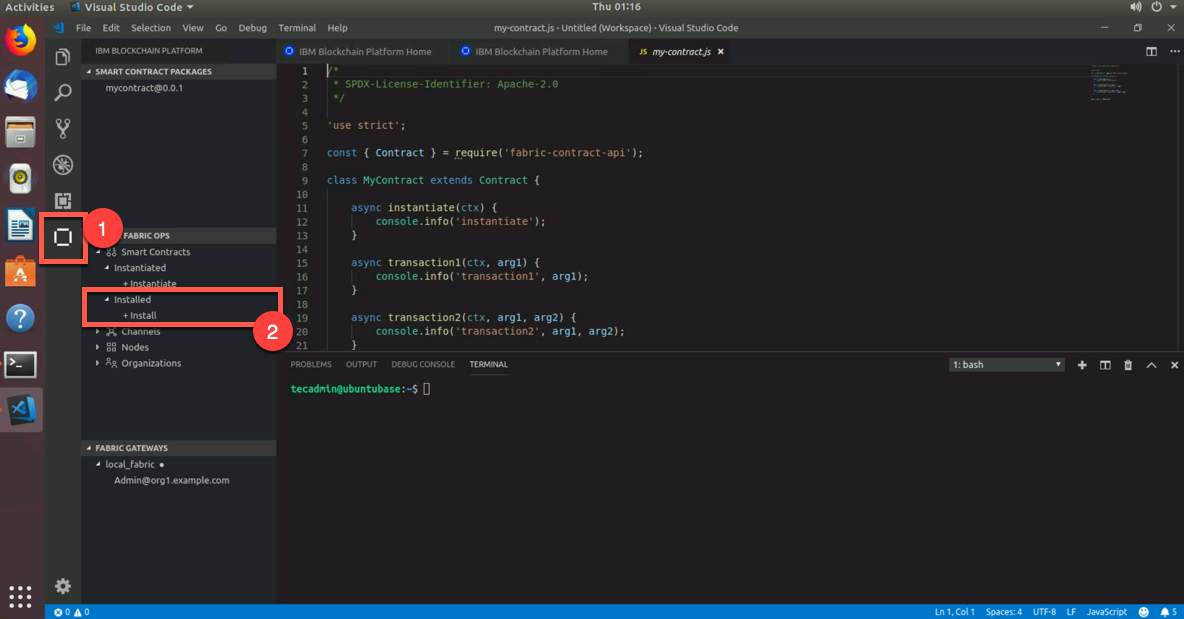 Activities
Visual Studio Code
Thu 01:16
File Edit Selection View Go Debug Terminal Help
my-contract.js - Untitled (Workspace) - Visual Studio Code
IBM BLOCKCHAIN PLATFORM
SMART CONTRACT PACKAGES
mycontract@0.0.1
1
FABRIC OPS
Smart Contracts
Instantiated
+ Instantiate
Installed
+ Install
2
Channels
Nodes
Organizations
FABRIC GATEWAYS
local_fabric ●
Admin@org1.example.com
IBM Blockchain Platform Home
IBM Blockchain Platform Home
JS my-contract.js ×
1 /*
2  * SPDX-License-Identifier: Apache-2.0
3  */
4
5 'use strict';
6
7 const { Contract } = require('fabric-contract-api');
8
9 class MyContract extends Contract {
10
11     async instantiate(ctx) {
12         console.info('instantiate');
13     }
14
15     async transaction1(ctx, arg1) {
16         console.info('transaction1', arg1);
17     }
18
19     async transaction2(ctx, arg1, arg2) {
20         console.info('transaction2', arg1, arg2);
21     }
PROBLEMS OUTPUT DEBUG CONSOLE TERMINAL
1: bash
tecadmin@ubuntubase:~$
0 0
Ln 1, Col 1 Spaces: 4 UTF-8 LF JavaScript 5